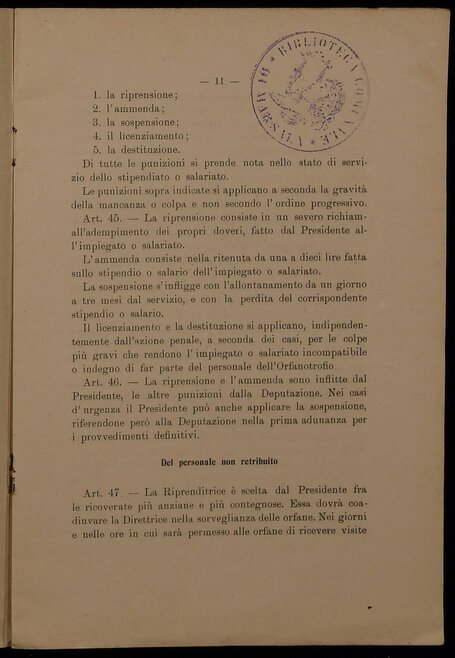 — 11 —
BIBLIOTECA COMUNALE DI MARSALA
1. la riprensione;
2. l'ammenda;
3. la sospensione;
4. il licenziamento;
5. la destituzione.
Di tutte le punizioni si prende nota nello stato di servi-
zio dello stipendiato o salariato.
Le punizioni sopra indicate si applicano a seconda la gravità
della mancanza o colpa e non secondo l'ordine progressivo.
Art. 45. — La riprensione consiste in un severo richiam-
all'adempimento dei propri doveri, fatto dal Presidente al-
l'impiegato o salariato.
L'ammenda consiste nella ritenuta da una a dieci lire fatta
sullo stipendio o salario dell'impiegato o salariato.
La sospensione s'infligge con l'allontanamento da un giorno
a tre mesi dal servizio, e con la perdita del corrispondente
stipendio o salario.
Il licenziamento e la destituzione si applicano, indipenden-
temente dall'azione penale, a seconda dei casi, per le colpe
più gravi che rendono l'impiegato o salariato incompatibile
o indegno di far parte del personale dell'Orfanotrofio
Art. 46. — La riprensione e l'ammenda sono inflitte dal
Presidente, le altre punizioni dalla Deputazione. Nei casi
d'urgenza il Presidente può anche applicare la sospensione,
riferendone però alla Deputazione nella prima adunanza per
i provvedimenti definitivi.
Del personale non retribuito
Art. 47. — La Riprenditrice è scelta dal Presidente fra
le ricoverate più anziane e più contegnose. Essa dovrà coa-
diuvare la Direttrice nella sorveglianza delle orfane. Nei giorni
e nelle ore in cui sarà permesso alle orfane di ricevere visite